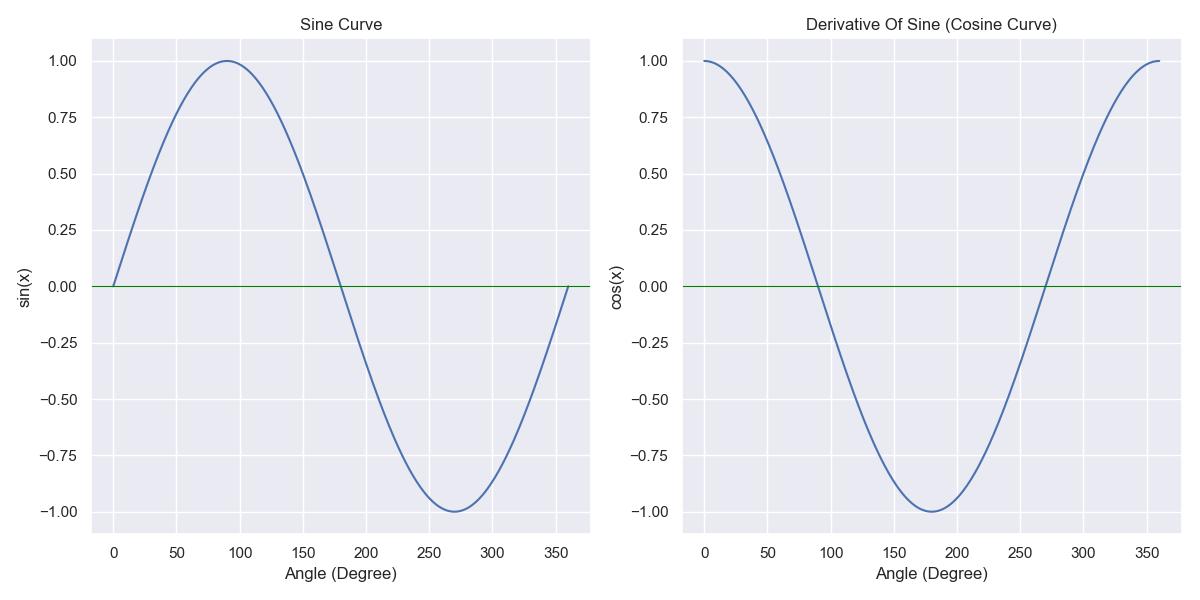 Sine Curve
1.00
0.75
0.50
0.25
0.00
−0.25
−0.50
−0.75
−1.00
sin(x)
0 50 100 150 200 250 300 350
Angle (Degree)
Derivative Of Sine (Cosine Curve)
1.00
0.75
0.50
0.25
0.00
−0.25
−0.50
−0.75
−1.00
cos(x)
0 50 100 150 200 250 300 350
Angle (Degree)